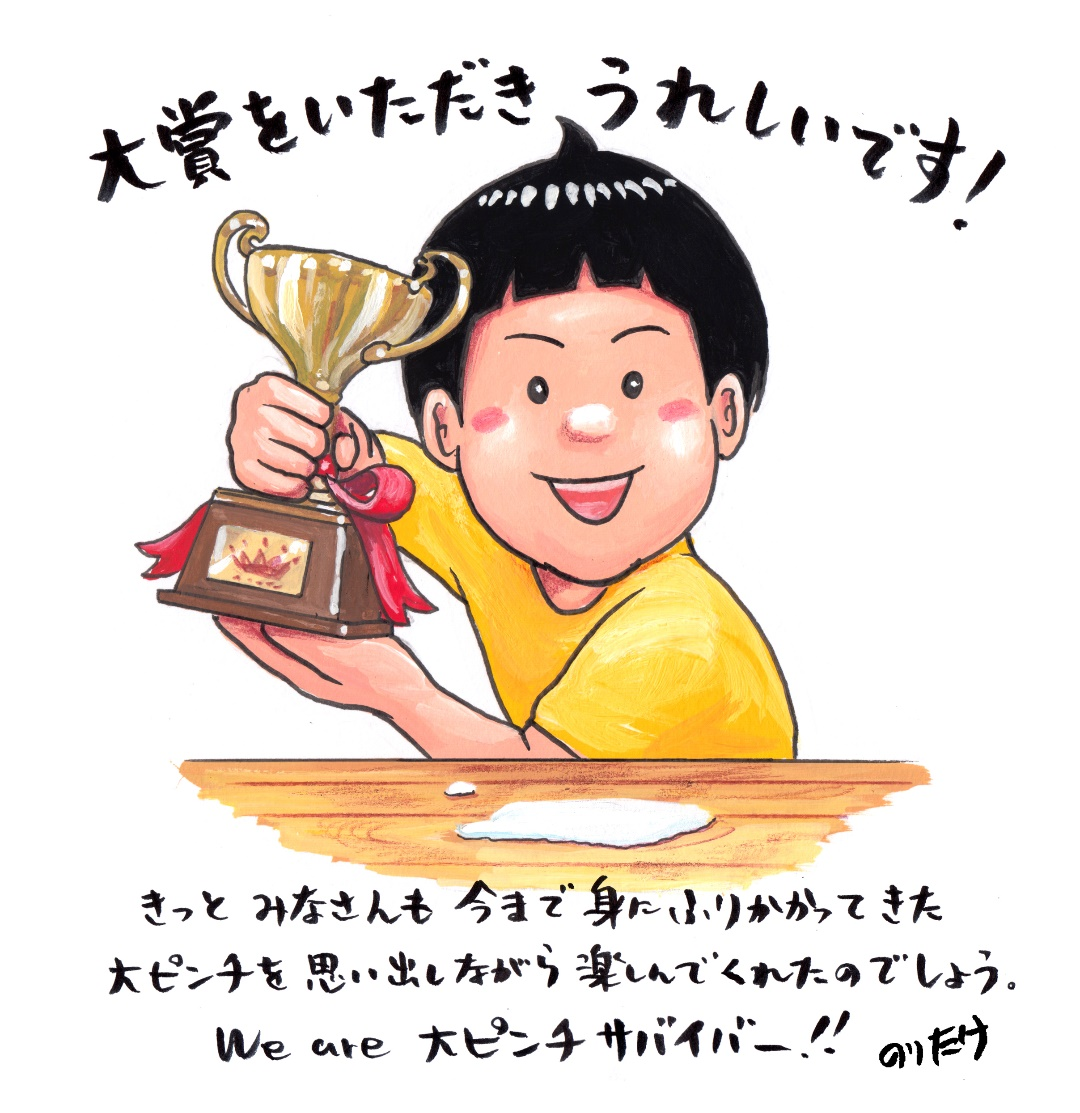 大賞をいただき うれしいです!
きっと みなさんも 今まで 身にふりかかってきた
大ピンチを 思い出しながら 楽しんでくれたのでしょう。
We are 大ピンチサバイバー!! のりたけ